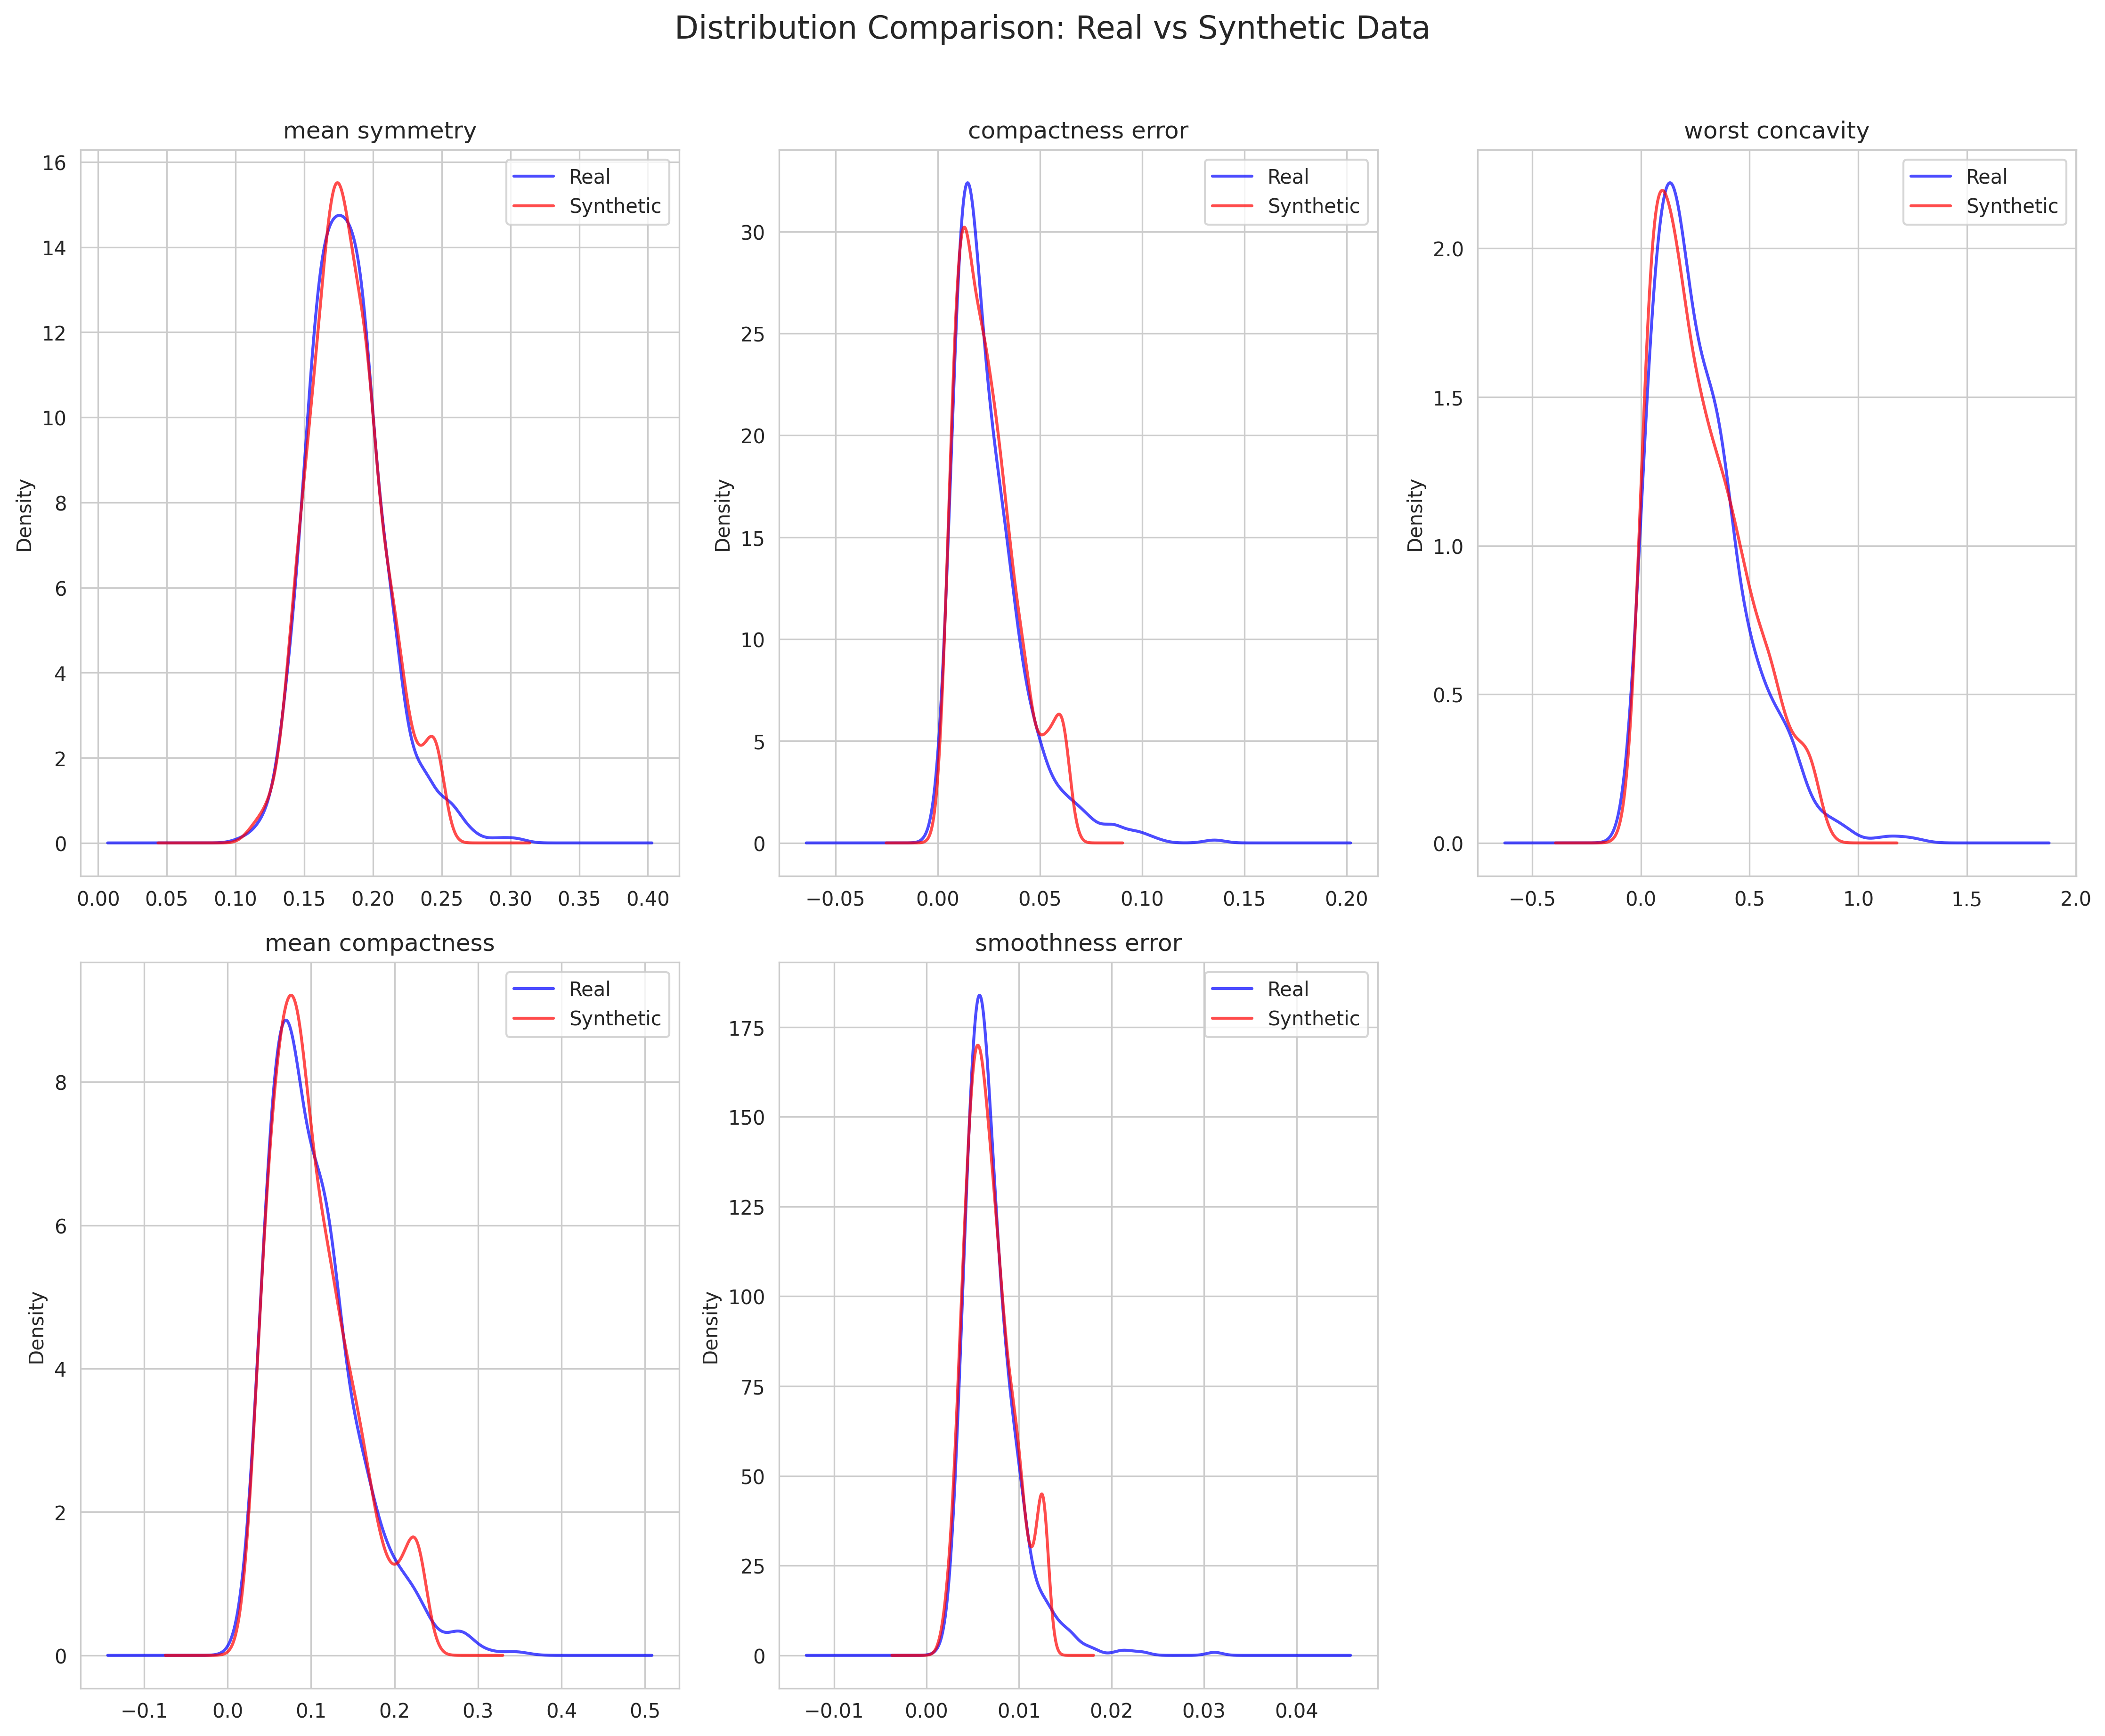 Distribution Comparison: Real vs Synthetic Data
mean symmetry
Real
Synthetic
Density
16
14
12
10
8
6
4
2
0
0.00 0.05 0.10 0.15 0.20 0.25 0.30 0.35 0.40
compactness error
Real
Synthetic
Density
30
25
20
15
10
5
0
−0.05 0.00 0.05 0.10 0.15 0.20
worst concavity
Real
Synthetic
Density
2.0
1.5
1.0
0.5
0.0
−0.5 0.0 0.5 1.0 1.5 2.0
mean compactness
Real
Synthetic
Density
8
6
4
2
0
−0.1 0.0 0.1 0.2 0.3 0.4 0.5
smoothness error
Real
Synthetic
Density
175
150
125
100
75
50
25
0
−0.01 0.00 0.01 0.02 0.03 0.04